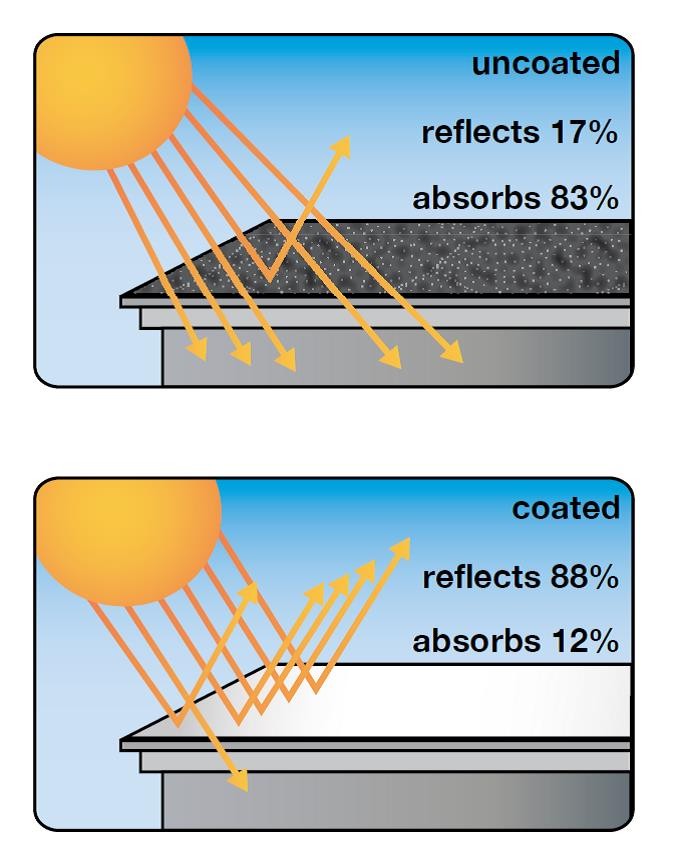 uncoated
reflects 17%
absorbs 83%
coated
reflects 88%
absorbs 12%